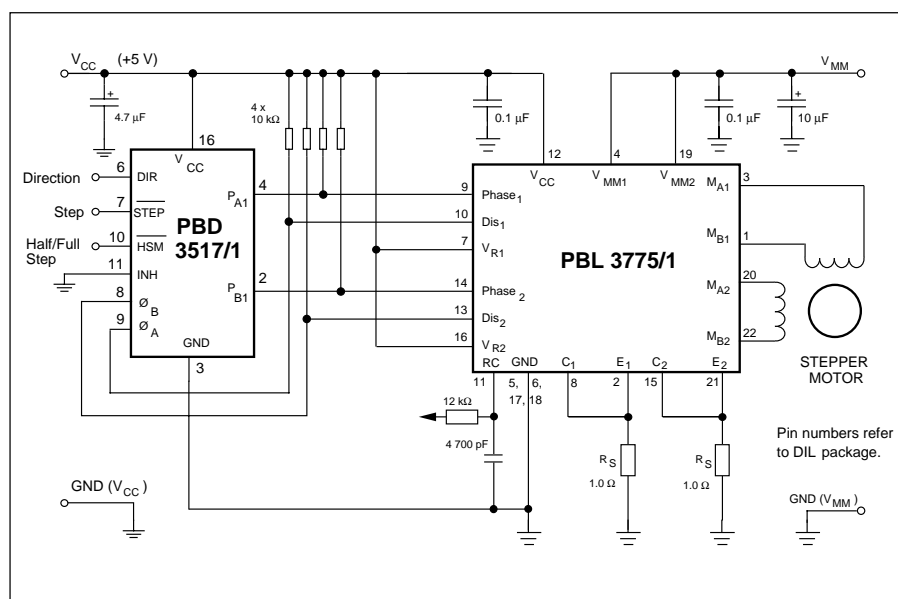 V CC (+5 V)
V MM
4.7 µF
+
4 x
10 kΩ
0.1 µF
0.1 µF
+
10 µF
16
V CC
12
V CC
4
V MM1
19
V MM2
Direction
6
DIR
Step
7
STEP
Half/Full
Step
10
HSM
11
INH
8
Ø B
9
Ø A
PBD
3517/1
4
P A1
2
P B1
GND
3
9
Phase 1
10
Dis 1
7
V R1
14
Phase 2
13
Dis 2
16
V R2
PBL 3775/1
M A1
3
M B1
1
M A2
20
M B2
22
STEPPER
MOTOR
RC
11
GND
5, 6,
17, 18
C 1
8
E 1
2
C 2
15
E 2
21
12 kΩ
4 700 pF
R S
1.0 Ω
R S
1.0 Ω
Pin numbers refer
to DIL package.
GND (V CC)
GND (V MM)